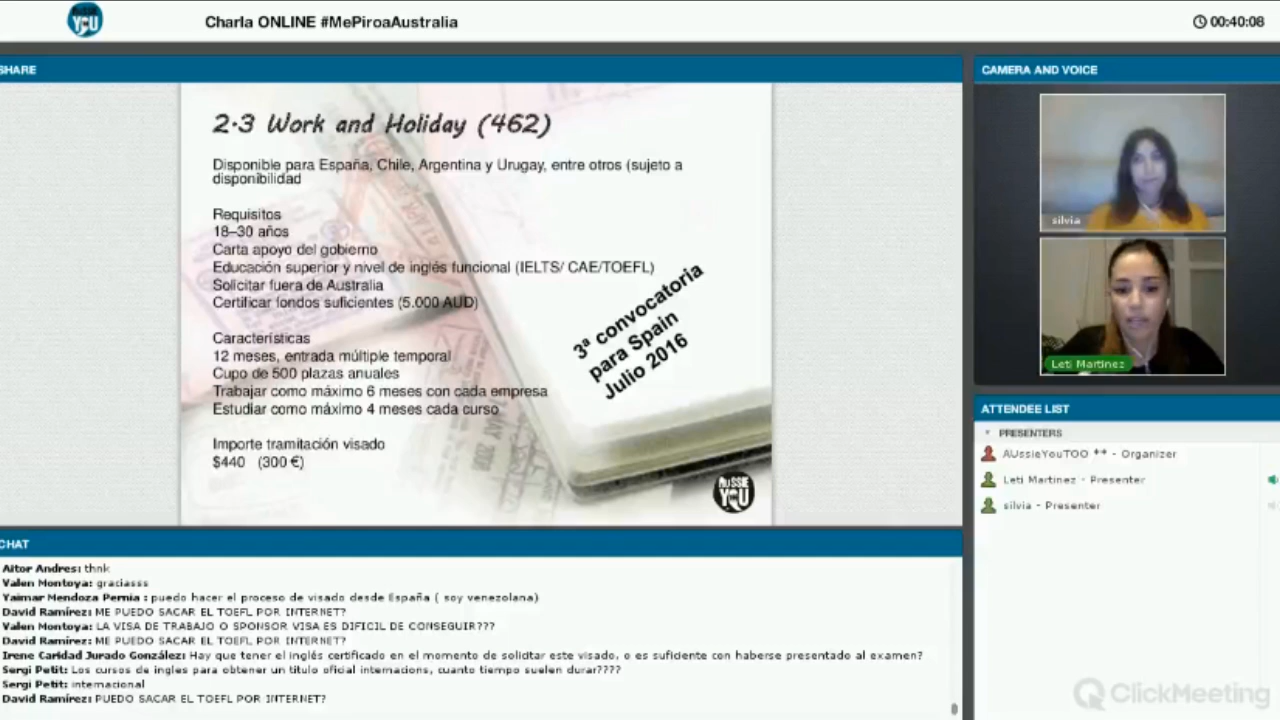 AUSSIE
YOU
Charla ONLINE #MePiroaAustralia
00:40:08
SHARE
2.3 Work and Holiday (462)
Disponible para España, Chile, Argentina y Urugay, entre otros (sujeto a
disponibilidad
Requisitos
18–30 años
Carta apoyo del gobierno
Educación superior y nivel de inglés funcional (IELTS/ CAE/TOEFL)
Solicitar fuera de Australia
Certificar fondos suficientes (5.000 AUD)
Características
12 meses, entrada múltiple temporal
Cupo de 500 plazas anuales
Trabajar como máximo 6 meses con cada empresa
Estudiar como máximo 4 meses cada curso
Importe tramitación visado
$440 (300 €)
3ª convocatoria
para Spain
Julio 2016
AUSSIE
YOU
CAMERA AND VOICE
silvia
Leti Martinez
ATTENDEE LIST
PRESENTERS
AUssieYouTOO ** - Organizer
Leti Martinez - Presenter
silvia - Presenter
CHAT
Aitor Andres: thnk
Valen Montoya: graciasss
Yaimar Mendoza Pernia : puedo hacer el proceso de visado desde España ( soy venezolana)
David Ramírez: ME PUEDO SACAR EL TOEFL POR INTERNET?
Valen Montoya: LA VISA DE TRABAJO O SPONSOR VISA ES DIFICIL DE CONSEGUIR???
David Ramírez: ME PUEDO SACAR EL TOEFL POR INTERNET?
Irene Caridad Jurado González: Hay que tener el inglés certificado en el momento de solicitar este visado, o es suficiente con haberse presentado al examen?
Sergi Petit: Los cursos de ingles para obtener un titulo oficial internacions, cuanto tiempo suelen durar????
Sergi Petit: internacional
David Ramírez: PUEDO SACAR EL TOEFL POR INTERNET?
ClickMeeting